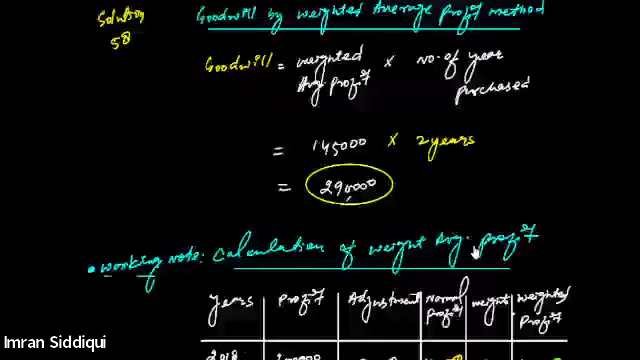 Solution
58
Goodwill by weighted Average Profit method
Goodwill = weighted Avg. Profit × no. of year purchased
= 145000 × 2 years
= 290000
• working note: Calculation of weight Avg. profit
years Profit Adjustment normal profit weight weighted Profit
2018
Imran Siddiqui